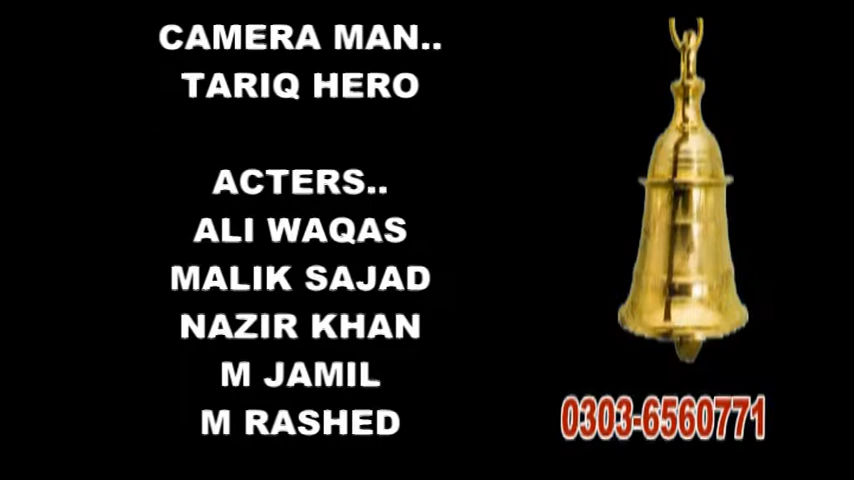 CAMERA MAN..
TARIQ HERO
ACTERS..
ALI WAQAS
MALIK SAJAD
NAZIR KHAN
M JAMIL
M RASHED
0303-6560771